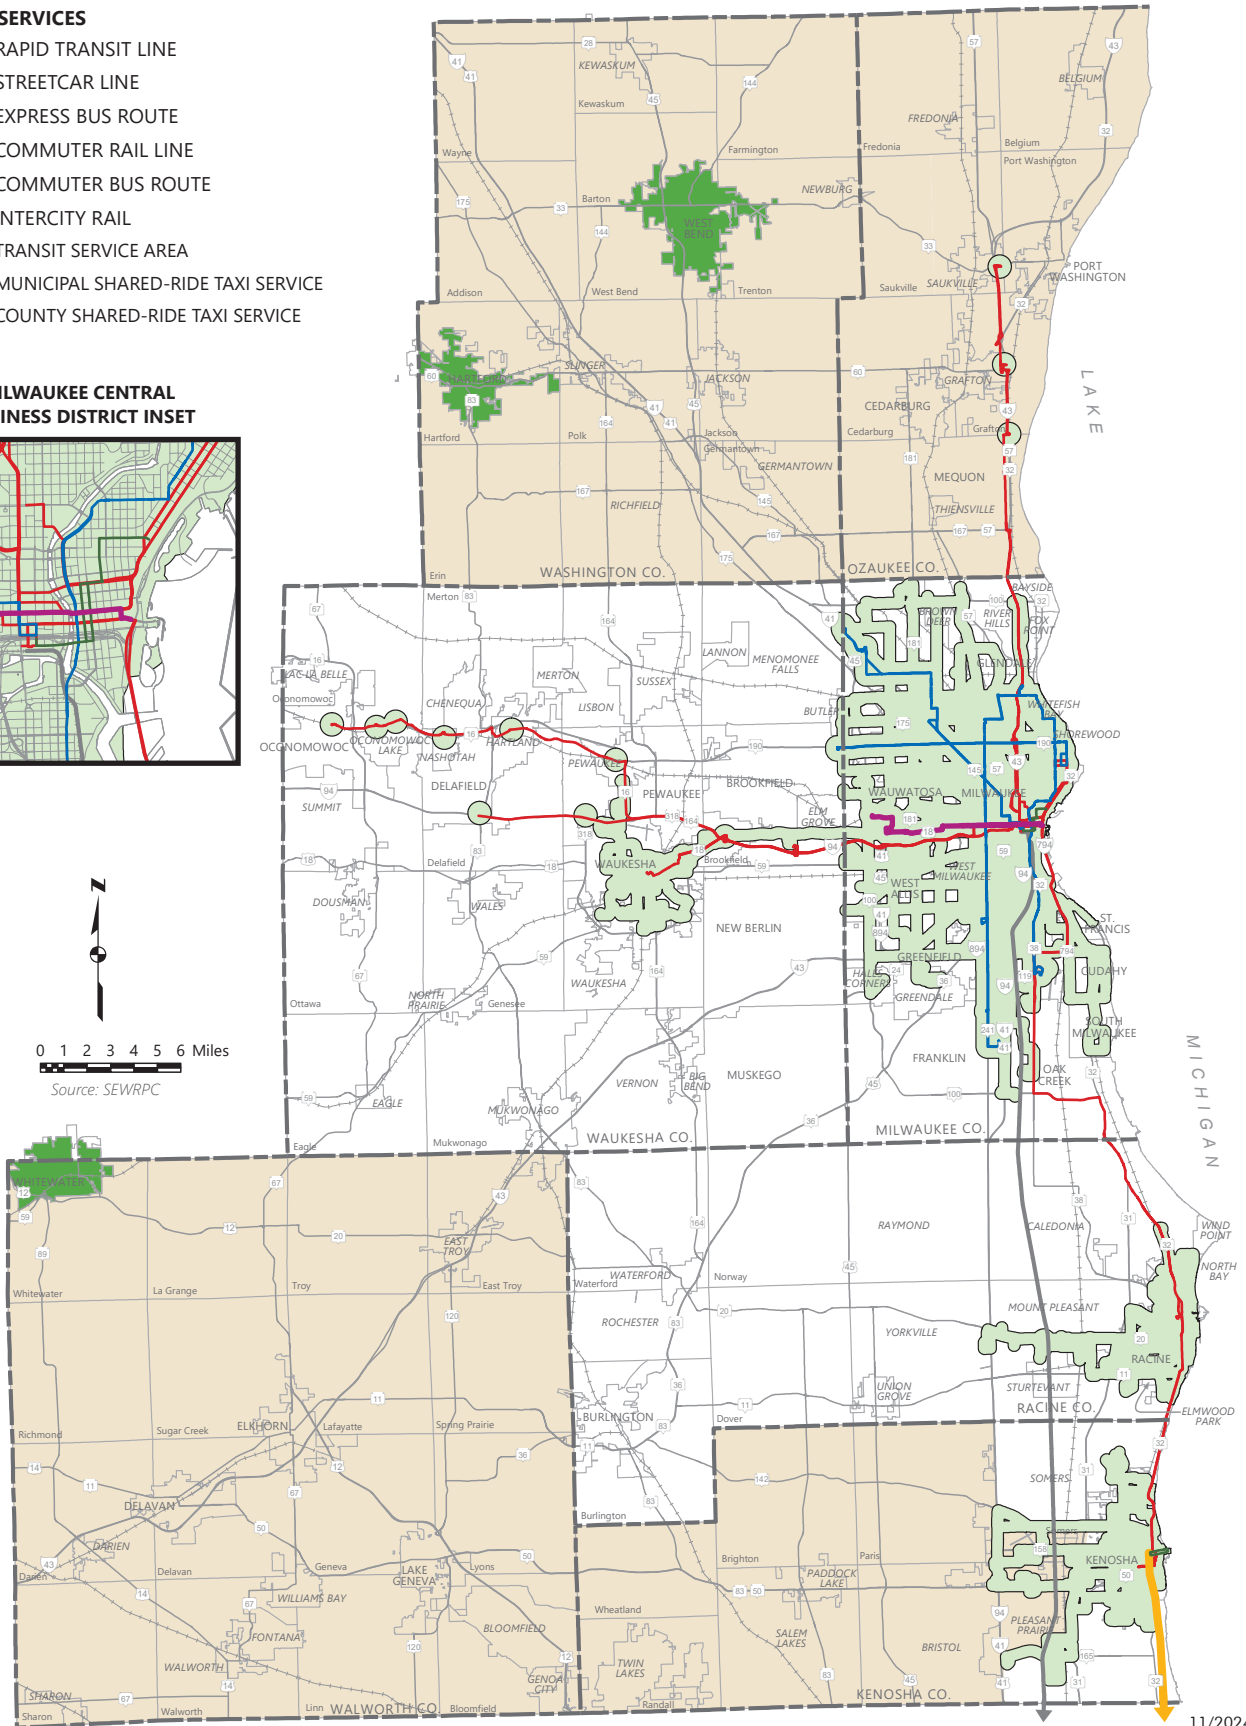 SERVICES
RAPID TRANSIT LINE
STREETCAR LINE
EXPRESS BUS ROUTE
COMMUTER RAIL LINE
COMMUTER BUS ROUTE
INTERCITY RAIL
TRANSIT SERVICE AREA
MUNICIPAL SHARED-RIDE TAXI SERVICE
COUNTY SHARED-RIDE TAXI SERVICE
ILWAUKEE CENTRAL
INESS DISTRICT INSET
KEWASKUM
Kewaskum
Wayne
Farmington
Barton
NEWBURG
WEST
BEND
Addison
West Bend
Trenton
BELGIUM
FREDONIA
Fredonia
Belgium
Port Washington
PORT
WASHINGTON
SAUKVILLE
Saukville
SLINGER
HARTFORD
JACKSON
Hartford
Polk
Jackson
Germantown
GERMANTOWN
RICHFIELD
Erin
WASHINGTON CO.
GRAFTON
CEDARBURG
Cedarburg
Grafton
MEQUON
THIENSVILLE
OZAUKEE CO.
LAKE
MICHIGAN
Merton
LAC LA BELLE
Oconomowoc
OCONOMOWOC
OCONOMOWOC
LAKE
CHENEQUA
MERTON
LISBON
SUSSEX
LANNON
MENOMONEE
FALLS
BUTLER
NASHOTAH
HARTLAND
PEWAUKEE
PEWAUKEE
BROOKFIELD
ELM
GROVE
SUMMIT
DELAFIELD
Delafield
WAUKESHA
Brookfield
DOUSMAN
WALES
NEW BERLIN
WAUKESHA
NORTH
PRAIRIE
Ottawa
Genesee
VERNON
BIG
BEND
MUSKEGO
EAGLE
Eagle
MUKWONAGO
Mukwonago
WAUKESHA CO.
BAYSIDE
BROWN
DEER
RIVER
HILLS
FOX
POINT
GLENDALE
WHITEFISH
BAY
SHOREWOOD
WAUWATOSA
MILWAUKEE
WEST
MILWAUKEE
WEST
ALLIS
ST.
FRANCIS
GREENFIELD
CUDAHY
HALES
CORNERS
GREENDALE
SOUTH
MILWAUKEE
FRANKLIN
OAK
CREEK
MILWAUKEE CO.
0 1 2 3 4 5 6 Miles
Source: SEWRPC
WHITEWATER
Whitewater
La Grange
Troy
EAST
TROY
East Troy
Richmond
Sugar Creek
ELKHORN
Lafayette
Spring Prairie
DELAVAN
DARIEN
Darien
Delavan
Geneva
LAKE
GENEVA
Lyons
WILLIAMS BAY
FONTANA
BLOOMFIELD
WALWORTH
GENOA
CITY
SHARON
Sharon
Walworth
Linn
WALWORTH CO.
Bloomfield
WATERFORD
Waterford
Norway
RAYMOND
CALEDONIA
WIND
POINT
NORTH
BAY
ROCHESTER
YORKVILLE
MOUNT PLEASANT
RACINE
UNION
GROVE
STURTEVANT
BURLINGTON
Dover
RACINE CO.
ELMWOOD
PARK
Burlington
SOMERS
Somers
Brighton
Paris
KENOSHA
PADDOCK
LAKE
Wheatland
SALEM
LAKES
BRISTOL
PLEASANT
PRAIRIE
TWIN
LAKES
Randall
KENOSHA CO.